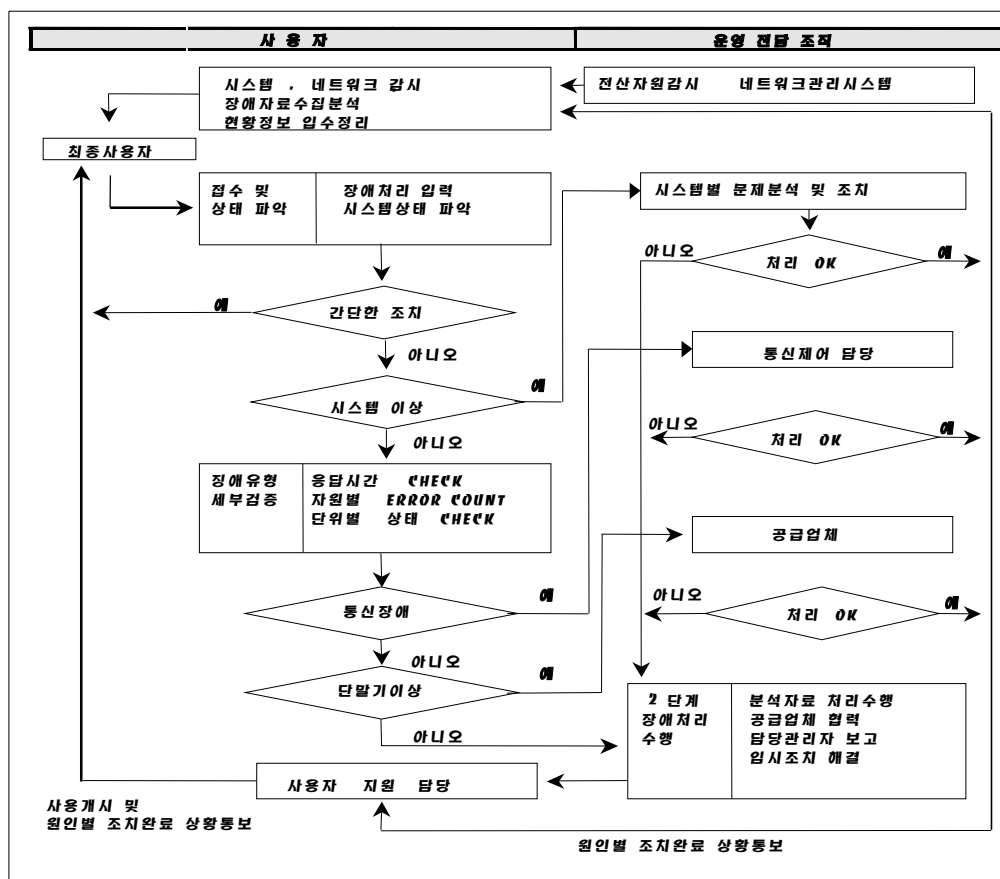 사 용 자
운영 전담 조직
시스템 , 네트워크 감시
장애자료수집분석
현황정보 입수정리
전산자원감시 네트워크관리시스템
최종사용자
접수 및
상태 파악
장애처리 입력
시스템상태 파악
시스템별 문제분석 및 조치
아니오
처리 OK
예
예
간단한 조치
아니오
통신제어 담당
예
시스템 이상
아니오
아니오
처리 OK
예
장애유형
세부검증
응답시간 CHECK
자원별 ERROR COUNT
단위별 상태 CHECK
공급업체
통신장애
예
아니오
처리 OK
예
아니오
단말기이상
예
아니오
2 단계
장애처리
수행
분석자료 처리수행
공급업체 협력
담당관리자 보고
임시조치 해결
사용자 지원 담당
사용개시 및
원인별 조치완료 상황통보
원인별 조치완료 상황통보